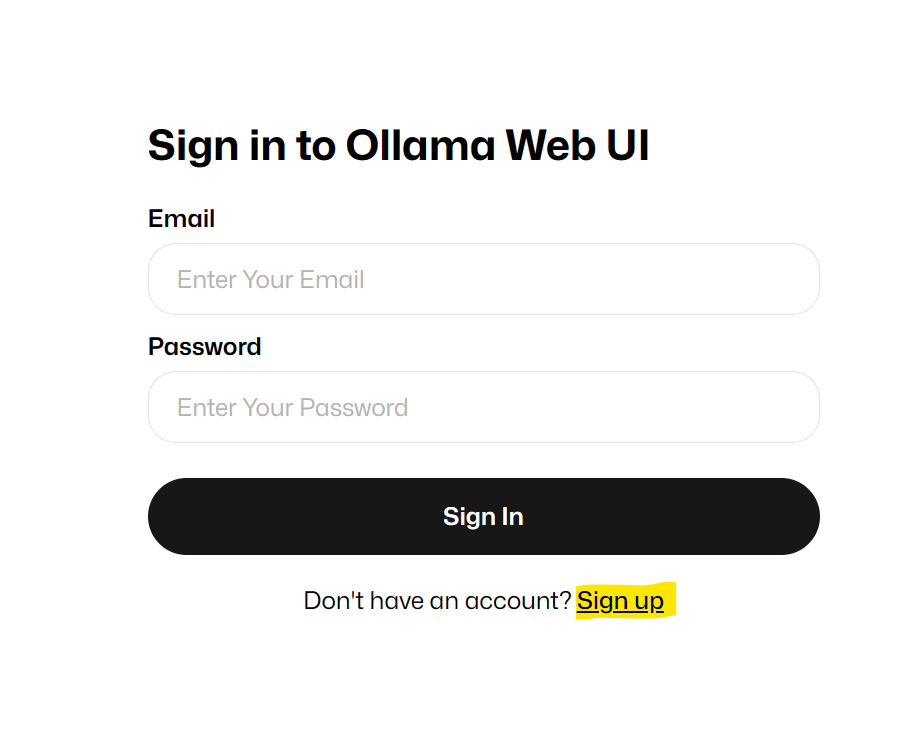 Sign in to Ollama Web UI
Email
Enter Your Email
Password
Enter Your Password
Sign In
Don't have an account? Sign up